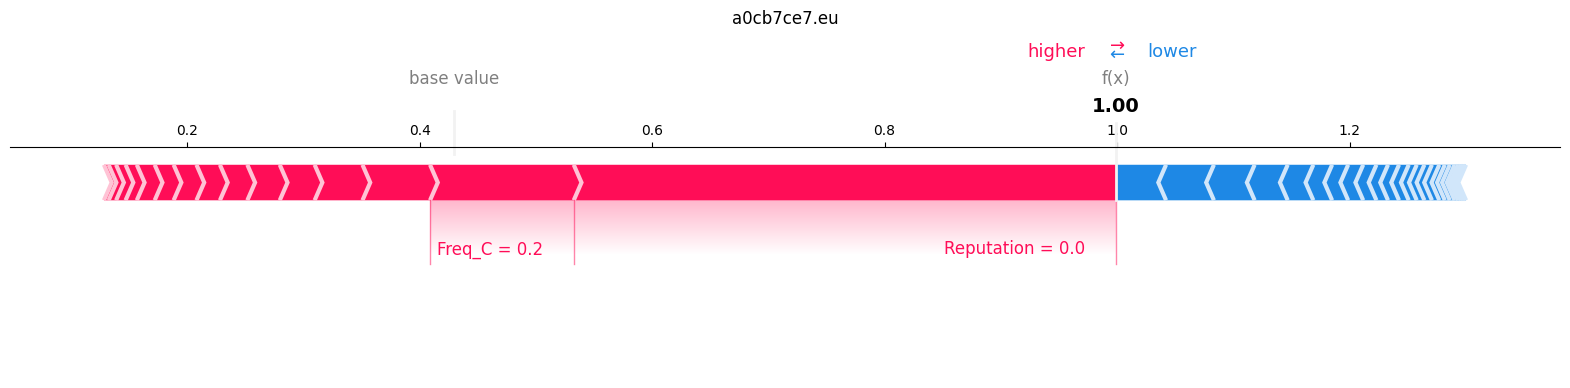 a0cb7ce7.eu
higher ⇄ lower
base value f(x)
1.00
0.2 0.4 0.6 0.8 1.0 1.2
Freq_C = 0.2 Reputation = 0.0